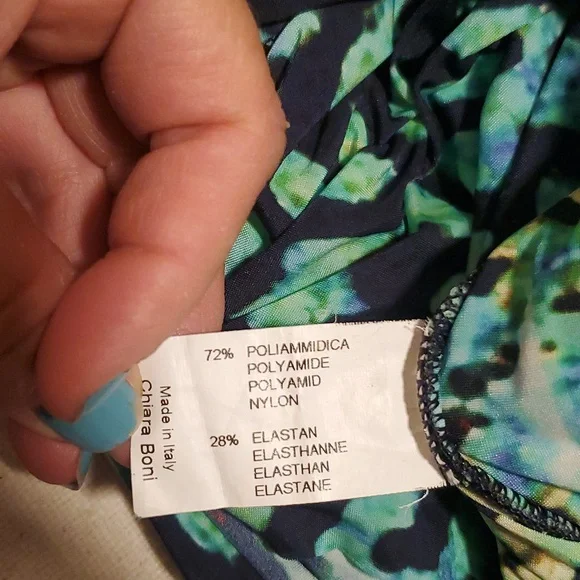 72% POLIAMMIDICA
POLYAMIDE
POLYAMID
NYLON
28% ELASTAN
ELASTHANNE
ELASTHAN
ELASTANE
Made in Italy
Chiara Boni